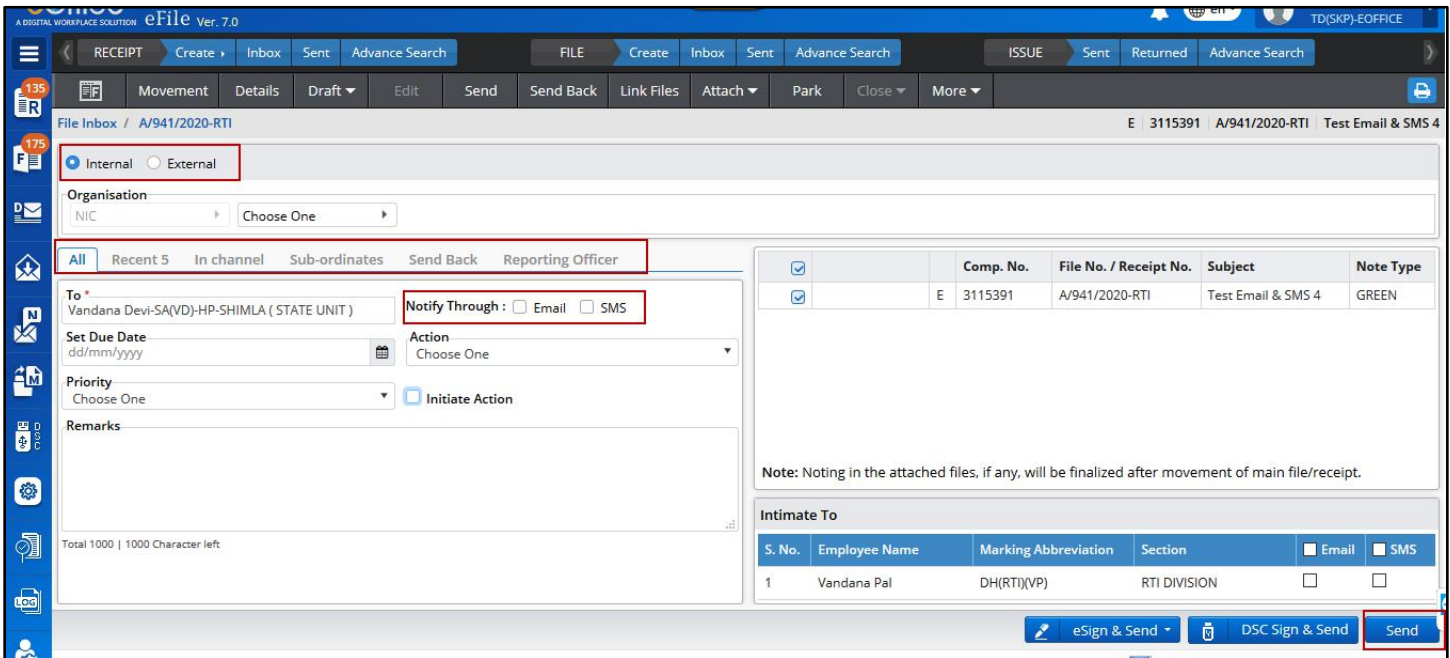 A DIGITAL WORKPLACE SOLUTION eFile Ver. 7.0
en
TD(SKP)-EOFFICE
RECEIPT Create Inbox Sent Advance Search FILE Create Inbox Sent Advance Search ISSUE Sent Returned Advance Search
135
R
Movement Details Draft Edit Send Send Back Link Files Attach Park Close More
File Inbox / A/941/2020-RTI E 3115391 A/941/2020-RTI Test Email & SMS 4
175
F
Internal External
Organisation
D
NIC Choose One
All Recent 5 In channel Sub-ordinates Send Back Reporting Officer
Comp. No. File No. / Receipt No. Subject Note Type
E 3115391 A/941/2020-RTI Test Email & SMS 4 GREEN
To *
Vandana Devi-SA(VD)-HP-SHIMLA ( STATE UNIT )
Notify Through : Email SMS
N
Set Due Date
dd/mm/yyyy
Action
Choose One
M
Priority
Choose One
Initiate Action
DSC
Remarks
Note: Noting in the attached files, if any, will be finalized after movement of main file/receipt.
Intimate To
Total 1000 | 1000 Character left
S. No. Employee Name Marking Abbreviation Section Email SMS
1 Vandana Pal DH(RTI)(VP) RTI DIVISION
LOG
eSign & Send DSC Sign & Send Send